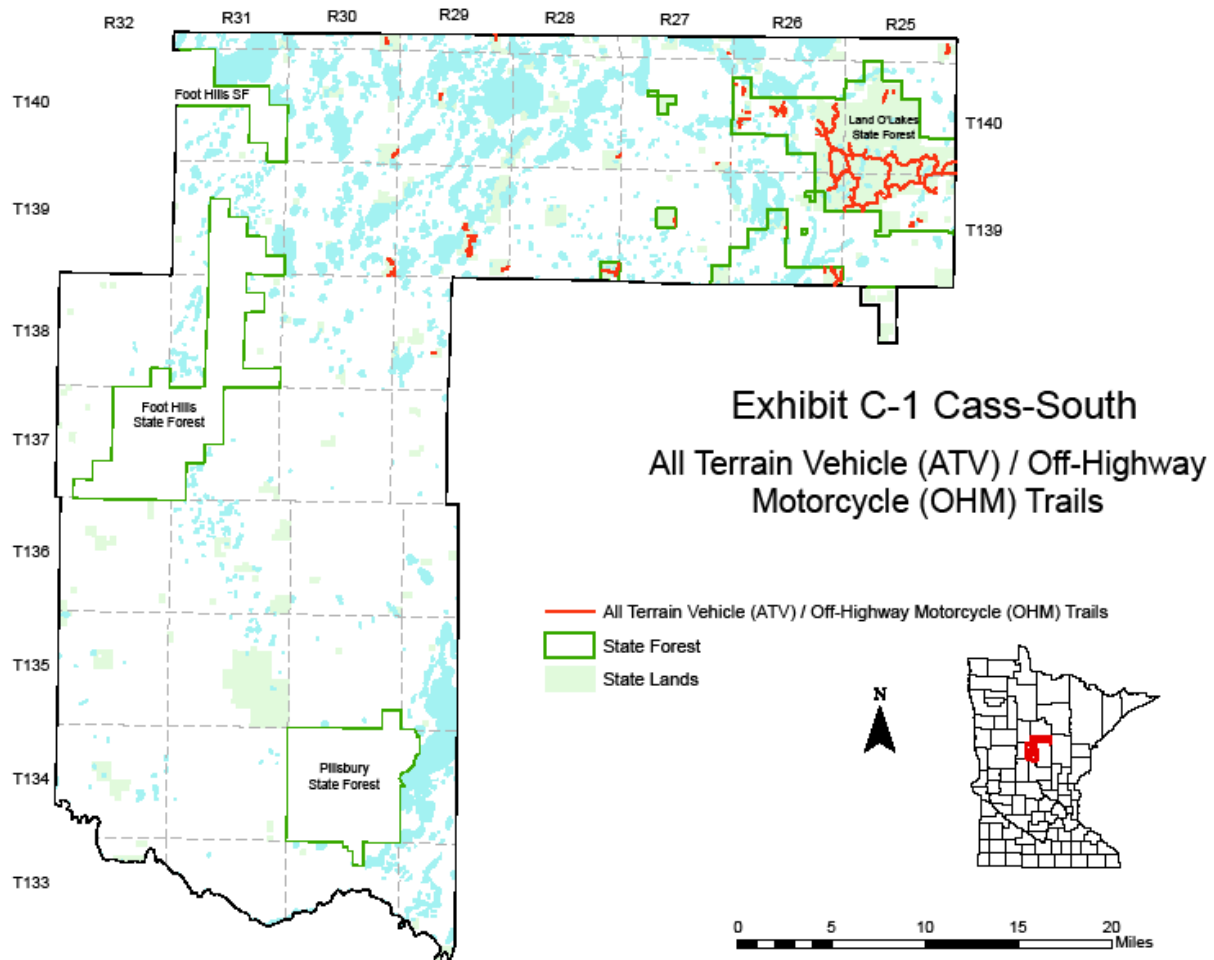 R32 R31 R30 R29 R28 R27 R26 R25
Foot Hills SF
T140
Land O'Lakes
State Forest
T140
T139
T139
T138
Foot Hills
State Forest
T137
Exhibit C-1 Cass-South
All Terrain Vehicle (ATV) / Off-Highway
Motorcycle (OHM) Trails
T136
All Terrain Vehicle (ATV) / Off-Highway Motorcycle (OHM) Trails
State Forest
State Lands
T135
N
Pillsbury
State Forest
T134
T133
0 5 10 15 20
Miles